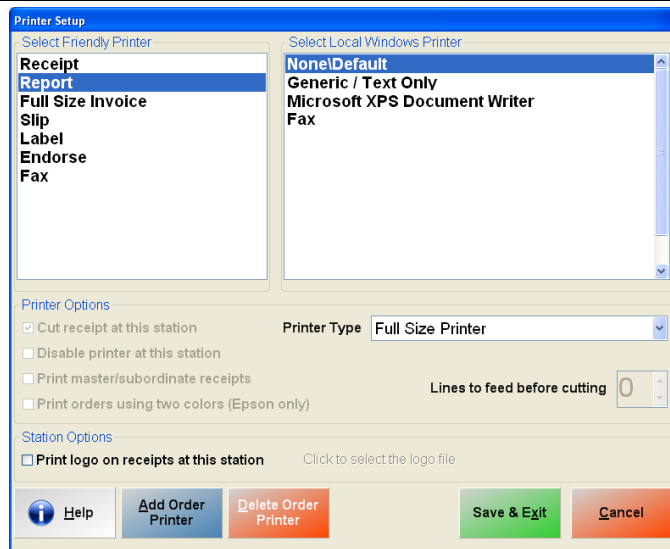 Printer Setup
Select Friendly Printer
Receipt
Report
Full Size Invoice
Slip
Label
Endorse
Fax
Select Local Windows Printer
None\Default
Generic / Text Only
Microsoft XPS Document Writer
Fax
Printer Options
Cut receipt at this station
Disable printer at this station
Print master/subordinate receipts
Print orders using two colors (Epson only)
Printer Type
Full Size Printer
Lines to feed before cutting
0
Station Options
Print logo on receipts at this station
Click to select the logo file
Help
Add Order
Printer
Delete Order
Printer
Save & Exit
Cancel